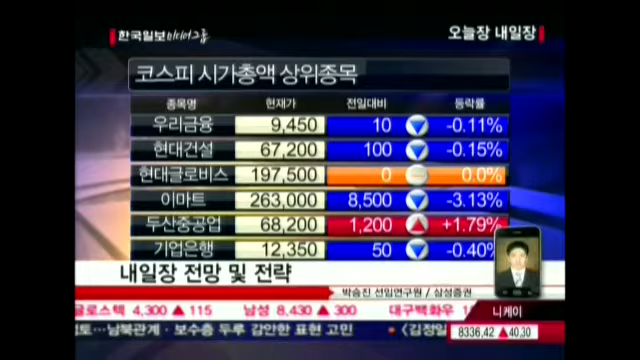 한국일보 미디어그룹
오늘장 내일장
코스피 시가총액 상위종목
종목명 현재가 전일대비 등락률
우리금융 9,450 10 ▼ -0.11%
현대건설 67,200 100 ▼ -0.15%
현대글로비스 197,500 0 0.0%
이마트 263,000 8,500 ▼ -3.13%
두산중공업 68,200 1,200 ▲ +1.79%
기업은행 12,350 50 ▼ -0.40%
내일장 전망 및 전략
박승진 선임연구원 / 삼성증권
글로스텍 4,300 ▲ 115 남성 8,430 ▲ 300 대구백화우
니케이
남북관계·보수층 두루 감안한 표현 고민 <김정일
8336,42 ▲40,30